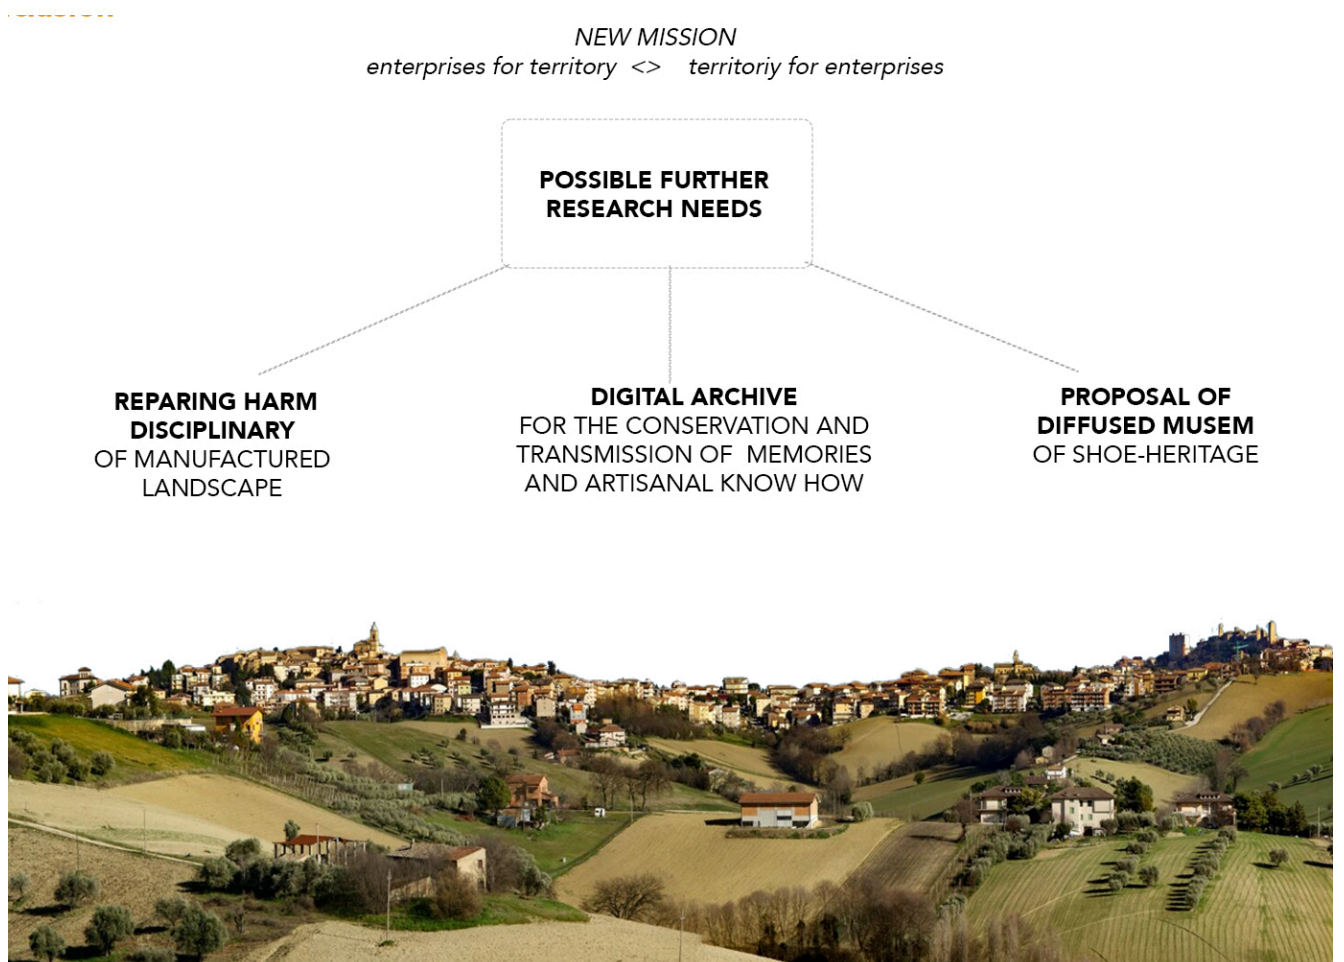 NEW MISSION
enterprises for territory <> territoriy for enterprises
POSSIBLE FURTHER
RESEARCH NEEDS
REPARING HARM
DISCIPLINARY
OF MANUFACTURED
LANDSCAPE
DIGITAL ARCHIVE
FOR THE CONSERVATION AND
TRANSMISSION OF MEMORIES
AND ARTISANAL KNOW HOW
PROPOSAL OF
DIFFUSED MUSEM
OF SHOE-HERITAGE